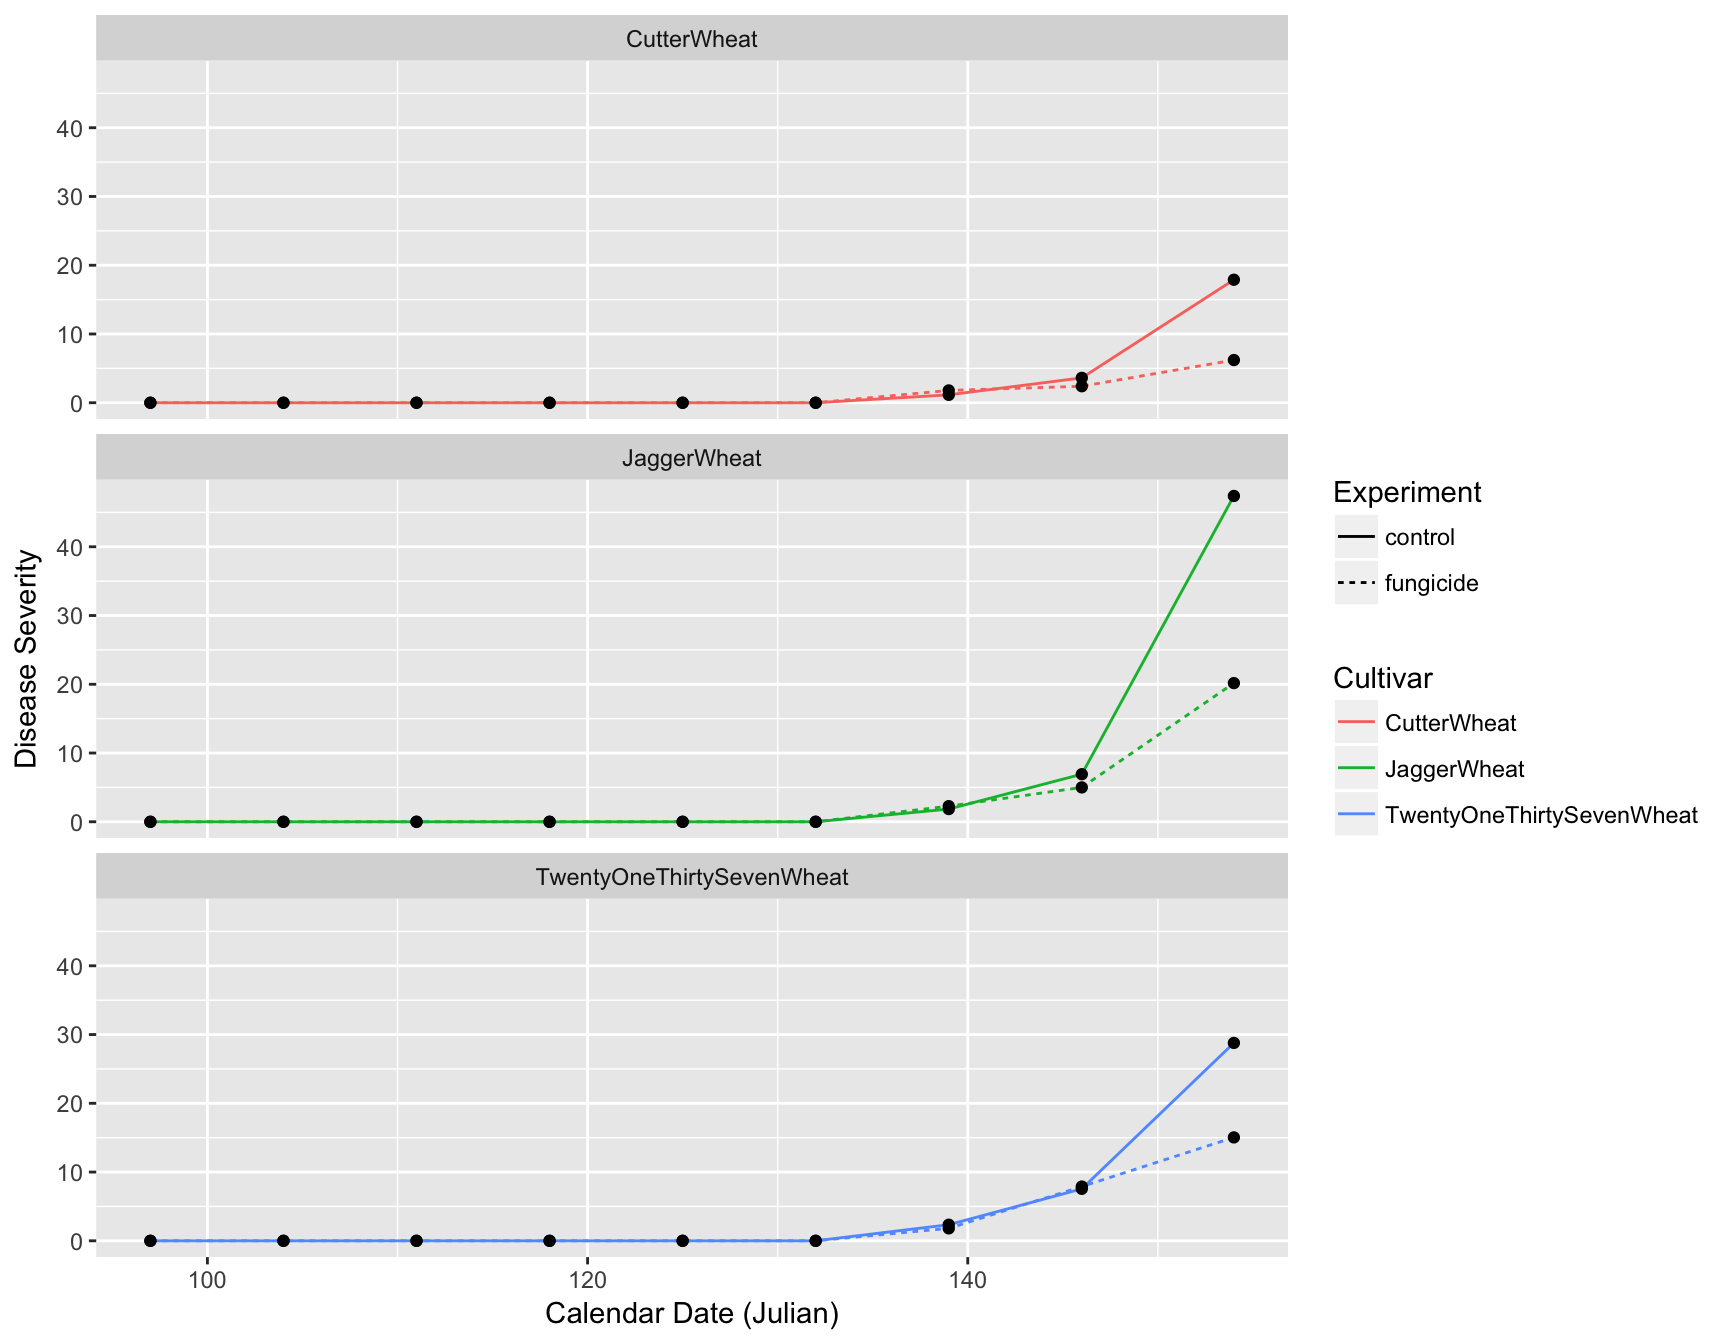 CutterWheat
40
30
20
10
0
JaggerWheat
40
30
20
10
0
TwentyOneThirtySevenWheat
40
30
20
10
0
100 120 140
Calendar Date (Julian)
Disease Severity
Experiment
control
fungicide
Cultivar
CutterWheat
JaggerWheat
TwentyOneThirtySevenWheat